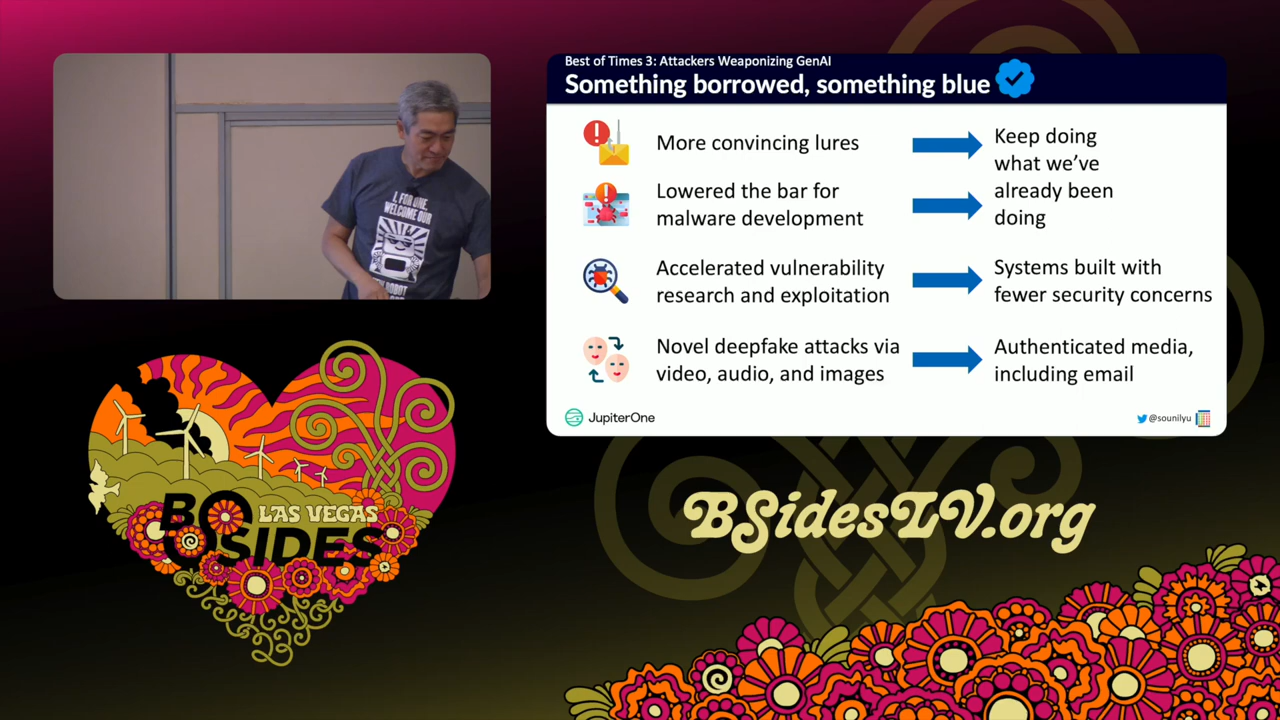 Best of Times 3: Attackers Weaponizing GenAI
Something borrowed, something blue
More convincing lures
Lowered the bar for
malware development
Keep doing
what we've
already been
doing
Accelerated vulnerability
research and exploitation
Systems built with
fewer security concerns
Novel deepfake attacks via
video, audio, and images
Authenticated media,
including email
JupiterOne
@sounilyu
I, FOR ONE,
WELCOME OUR
ROBOT
BSidesLV.org
LAS VEGAS
SIDES
23